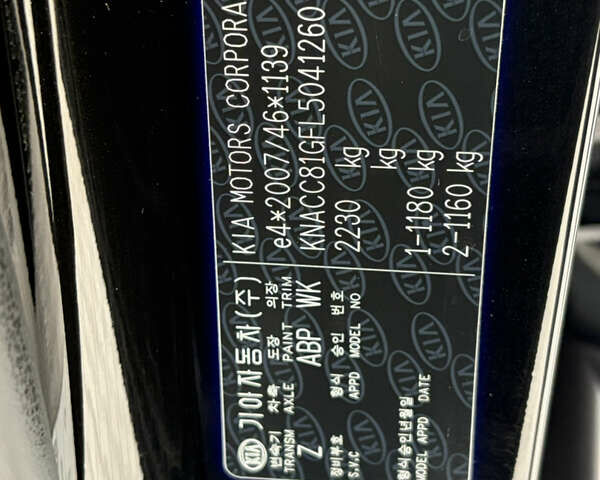 KIA 기아자동차(주) KIA MOTORS CORPORA
변속기 차축 도장 의장 e4*2007/46*1139
TRANSM AXLE PAINT TRIM KNACC81GFL5041260
Z ABP WK 2230 kg
정비부호 형식 승인 번호 kg
S.V.C APPD MODEL NO 1-1180 kg
형식승인년월일 2-1160 kg
MODEL APPD DATE